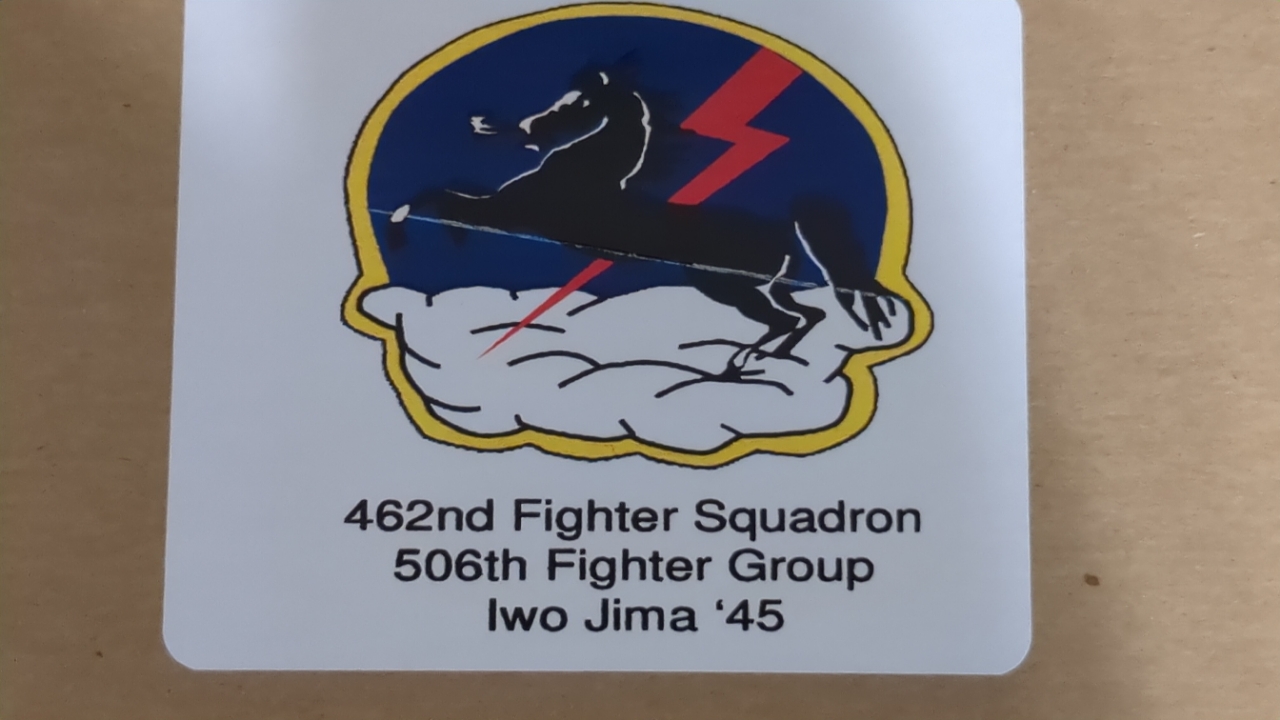 462nd Fighter Squadron
506th Fighter Group
Iwo Jima ‘45